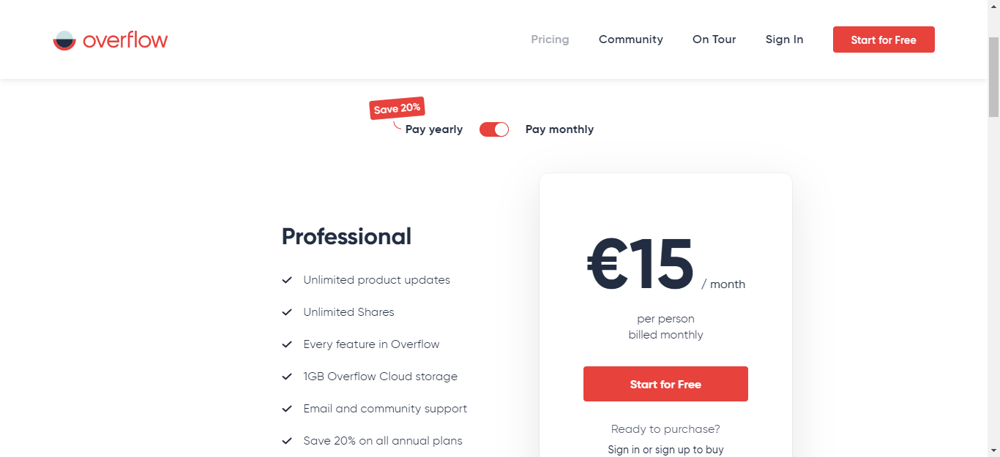 overflow
Pricing
Community
On Tour
Sign In
Start for Free
Save 20%
Pay yearly
Pay monthly
Professional
Unlimited product updates
Unlimited Shares
Every feature in Overflow
1GB Overflow Cloud storage
Email and community support
Save 20% on all annual plans
€15 / month
per person
billed monthly
Start for Free
Ready to purchase?
Sign in or sign up to buy